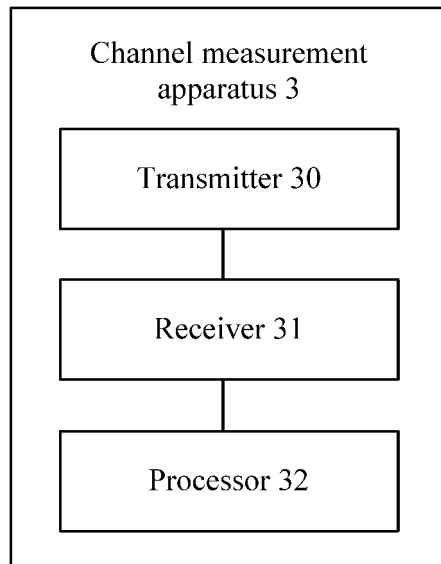 Channel measurement
apparatus 3
Transmitter 30
Receiver 31
Processor 32